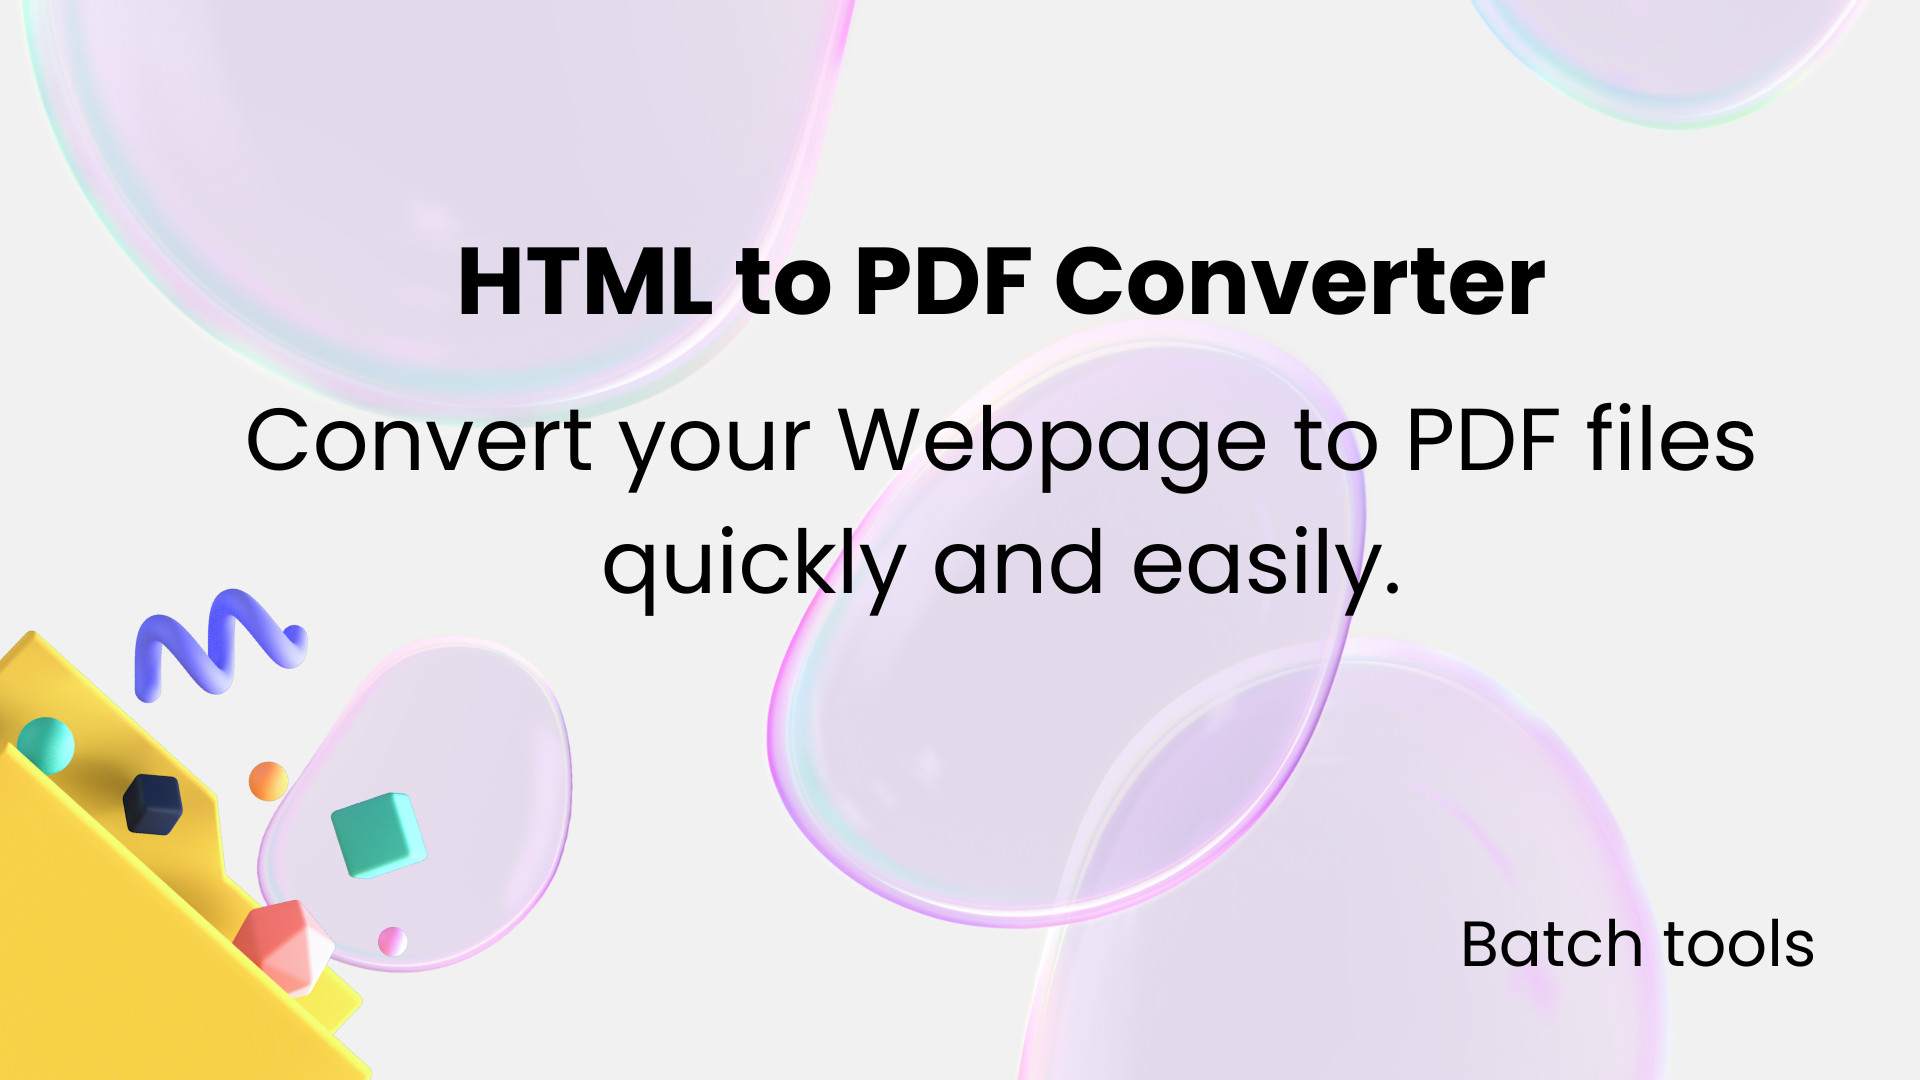 HTML to PDF Converter
Convert your Webpage to PDF files
quickly and easily.
Batch tools